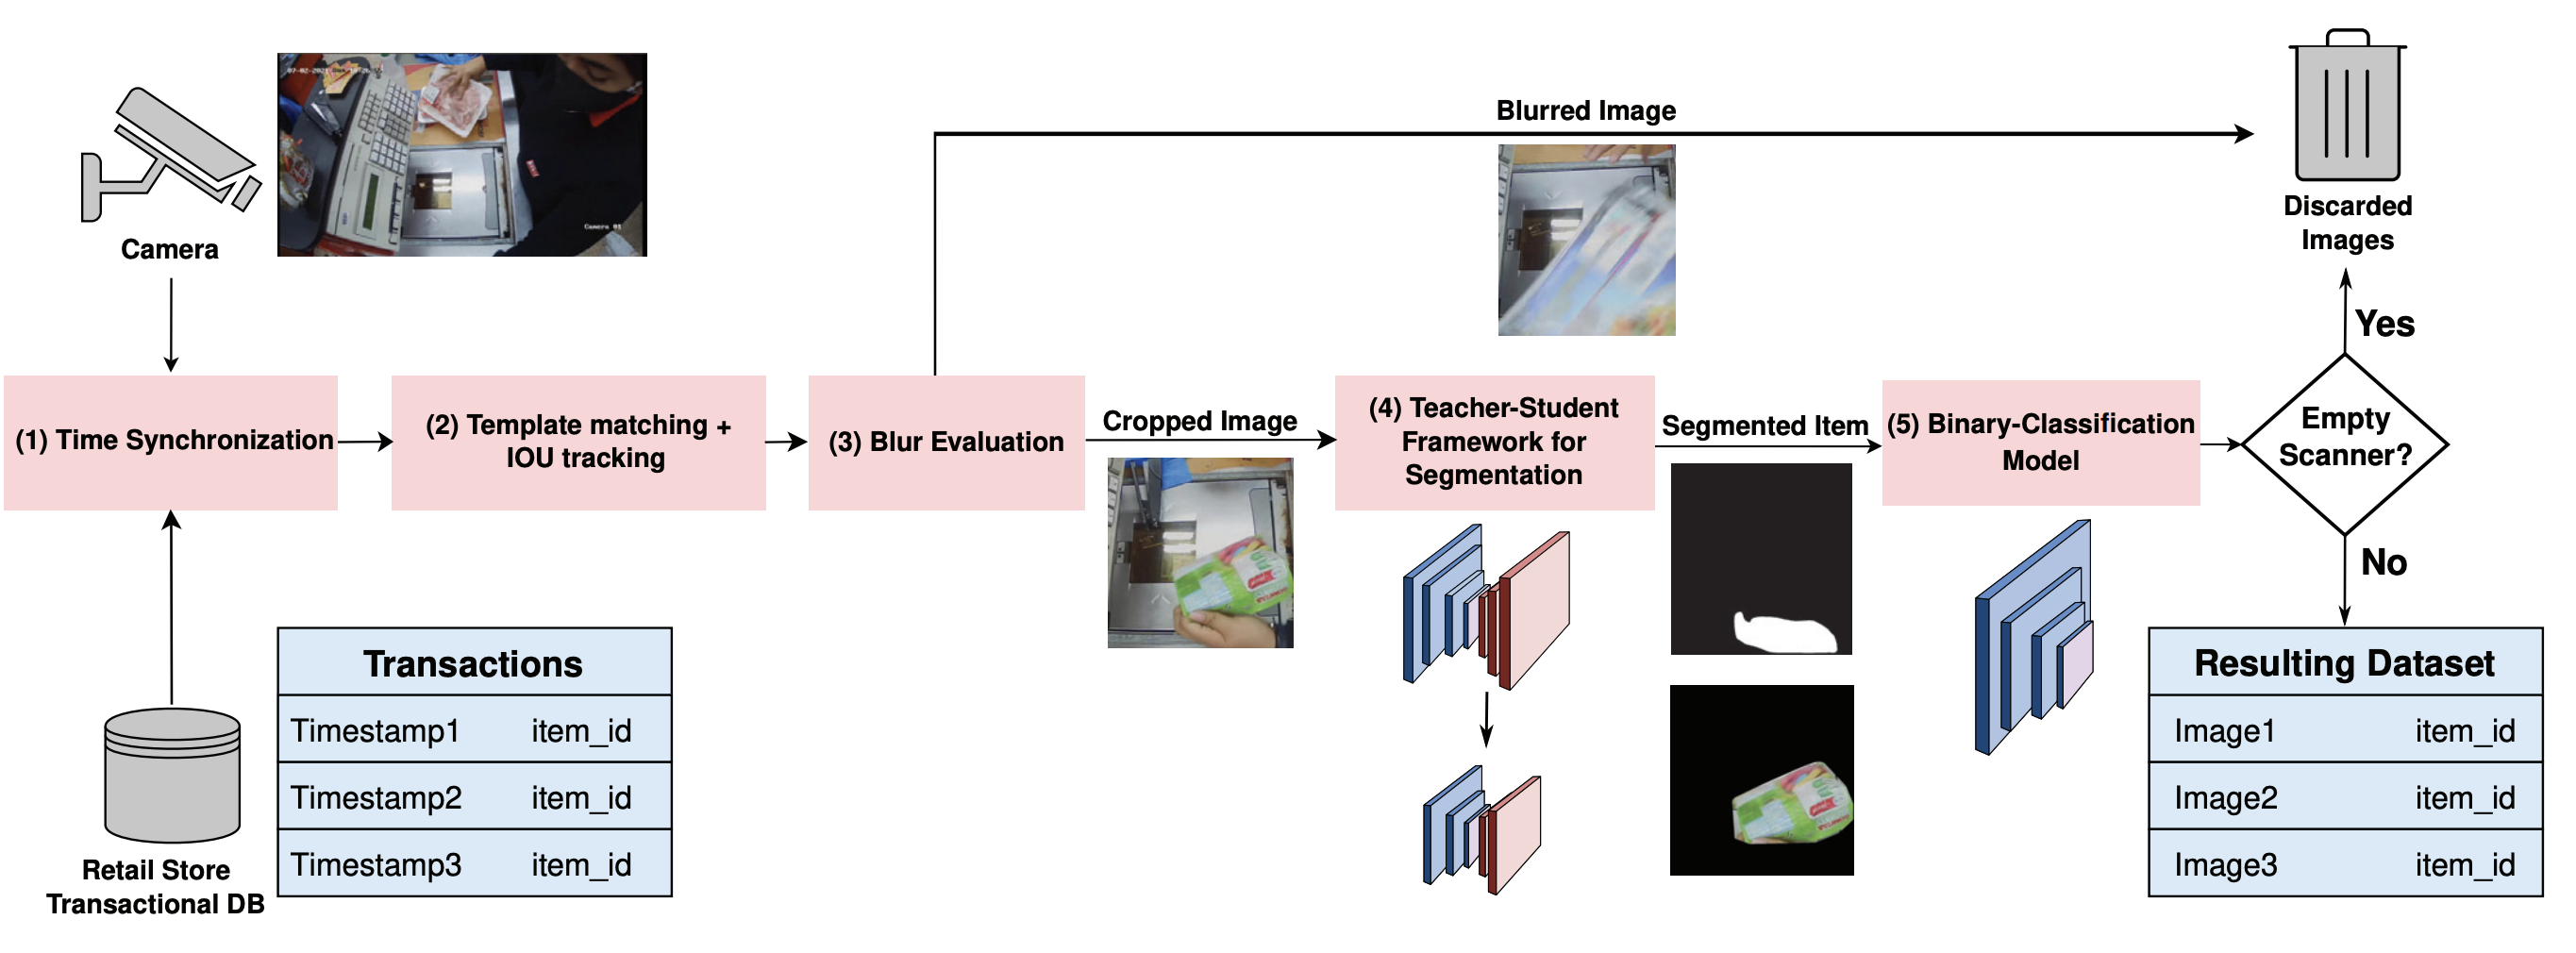 Camera
Camera 01
Blurred Image
Discarded
Images
Yes
(1) Time Synchronization
(2) Template matching +
IOU tracking
(3) Blur Evaluation
Cropped Image
(4) Teacher-Student
Framework for
Segmentation
Segmented Item
(5) Binary-Classification
Model
Empty
Scanner?
No
Retail Store
Transactional DB
Transactions
Timestamp1 item_id
Timestamp2 item_id
Timestamp3 item_id
Resulting Dataset
Image1 item_id
Image2 item_id
Image3 item_id